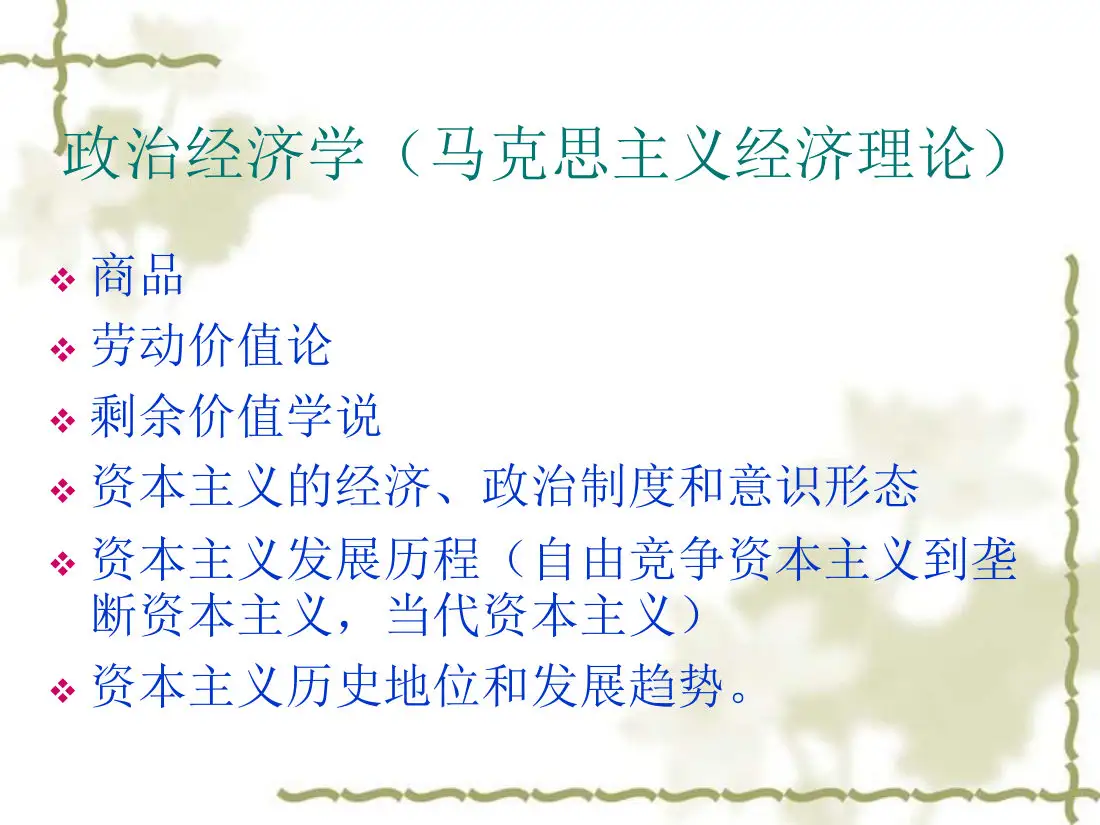 政治经济学（马克思主义经济理论）
商品
劳动价值论
剩余价值学说
资本主义的经济、政治制度和意识形态
资本主义发展历程（自由竞争资本主义到垄
断资本主义，当代资本主义）
资本主义历史地位和发展趋势。